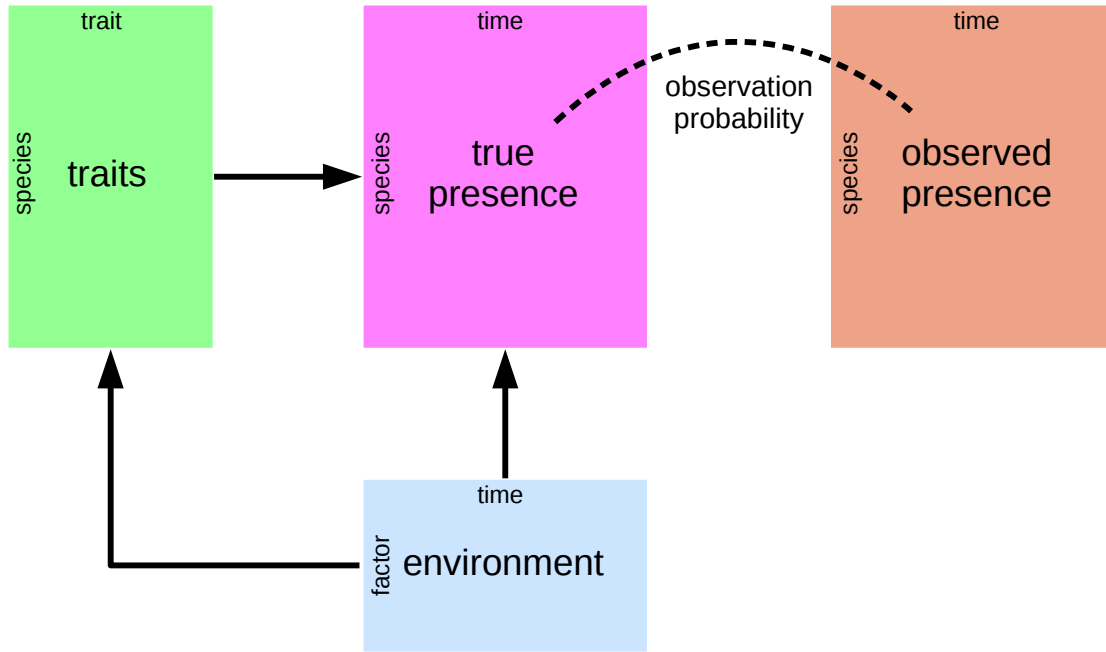 trait
species
traits
time
species
true
presence
observation
probability
time
species
observed
presence
time
factor
environment